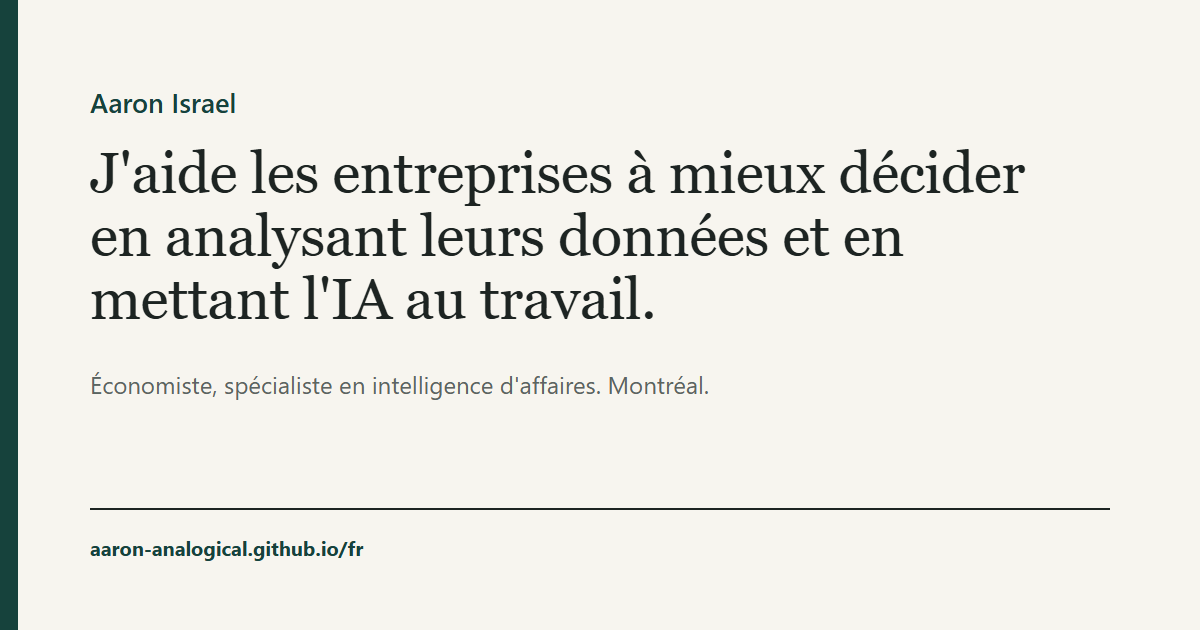 Aaron Israel
J'aide les entreprises à mieux décider
en analysant leurs données et en
mettant l'IA au travail.
Économiste, spécialiste en intelligence d'affaires. Montréal.
aaron-analogical.github.io/fr